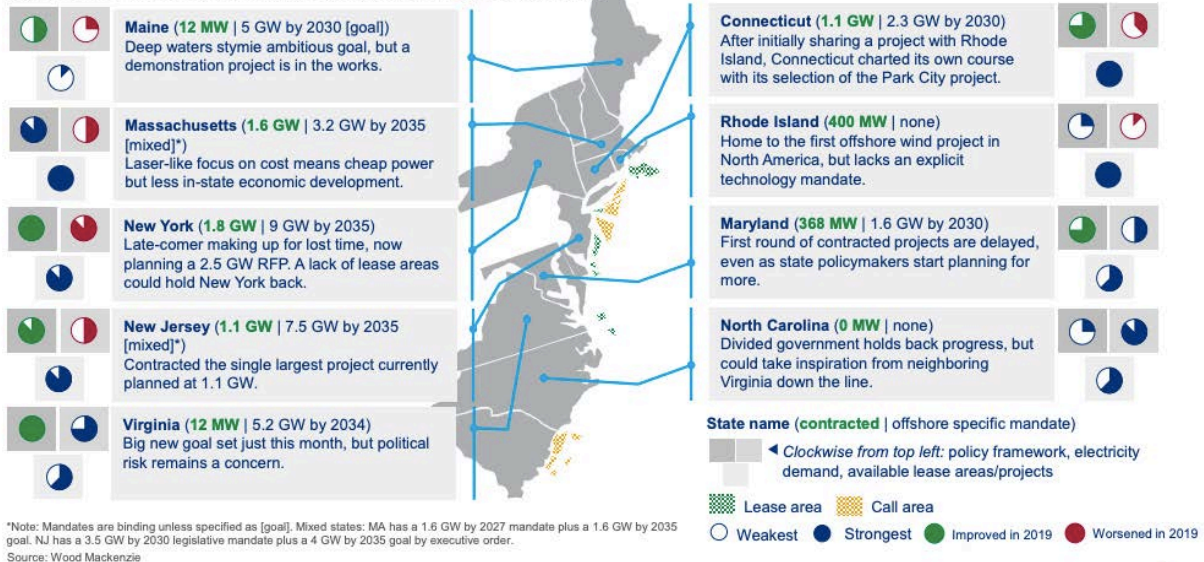 Maine (12 MW | 5 GW by 2030 [goal])
Deep waters stymie ambitious goal, but a
demonstration project is in the works.
Massachusetts (1.6 GW | 3.2 GW by 2035
[mixed]*)
Laser-like focus on cost means cheap power
but less in-state economic development.
New York (1.8 GW | 9 GW by 2035)
Late-comer making up for lost time, now
planning a 2.5 GW RFP. A lack of lease areas
could hold New York back.
New Jersey (1.1 GW | 7.5 GW by 2035
[mixed]*)
Contracted the single largest project currently
planned at 1.1 GW.
Virginia (12 MW | 5.2 GW by 2034)
Big new goal set just this month, but political
risk remains a concern.
Connecticut (1.1 GW | 2.3 GW by 2030)
After initially sharing a project with Rhode
Island, Connecticut charted its own course
with its selection of the Park City project.
Rhode Island (400 MW | none)
Home to the first offshore wind project in
North America, but lacks an explicit
technology mandate.
Maryland (368 MW | 1.6 GW by 2030)
First round of contracted projects are delayed,
even as state policymakers start planning for
more.
North Carolina (0 MW | none)
Divided government holds back progress, but
could take inspiration from neighboring
Virginia down the line.
State name (contracted | offshore specific mandate)
Clockwise from top left: policy framework, electricity
demand, available lease areas/projects
Lease area Call area
Weakest Strongest Improved in 2019 Worsened in 2019
*Note: Mandates are binding unless specified as [goal]. Mixed states: MA has a 1.6 GW by 2027 mandate plus a 1.6 GW by 2035
goal. NJ has a 3.5 GW by 2030 legislative mandate plus a 4 GW by 2035 goal by executive order.
Source: Wood Mackenzie